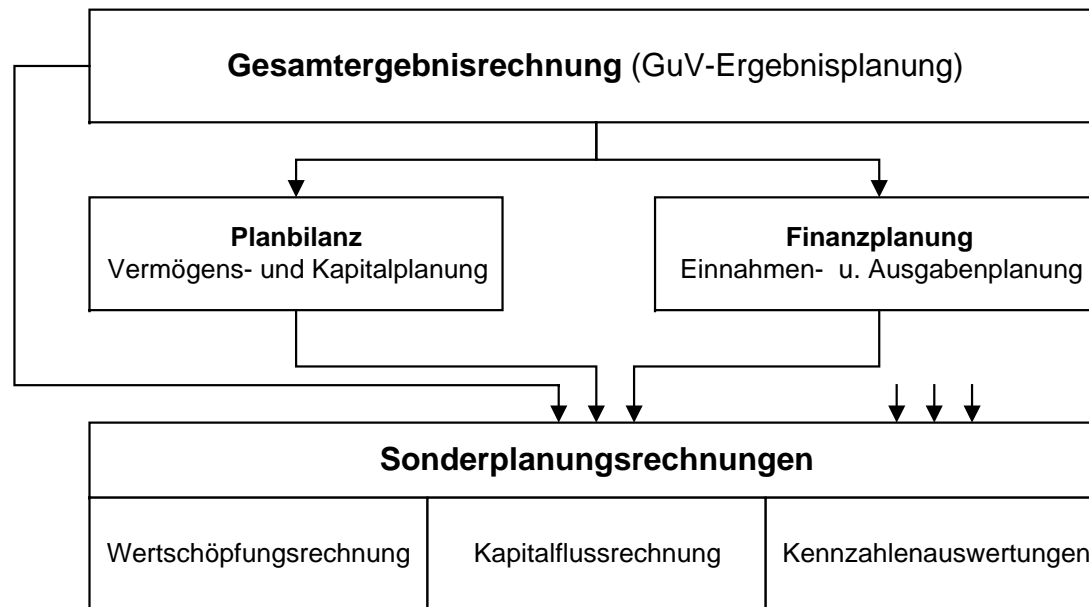 Gesamtergebnisrechnung (GuV-Ergebnisplanung)
Planbilanz
Vermögens- und Kapitalplanung
Finanzplanung
Einnahmen- u. Ausgabenplanung
Sonderplanungsrechnungen
Wertschöpfungsrechnung
Kapitalflussrechnung
Kennzahlenauswertungen